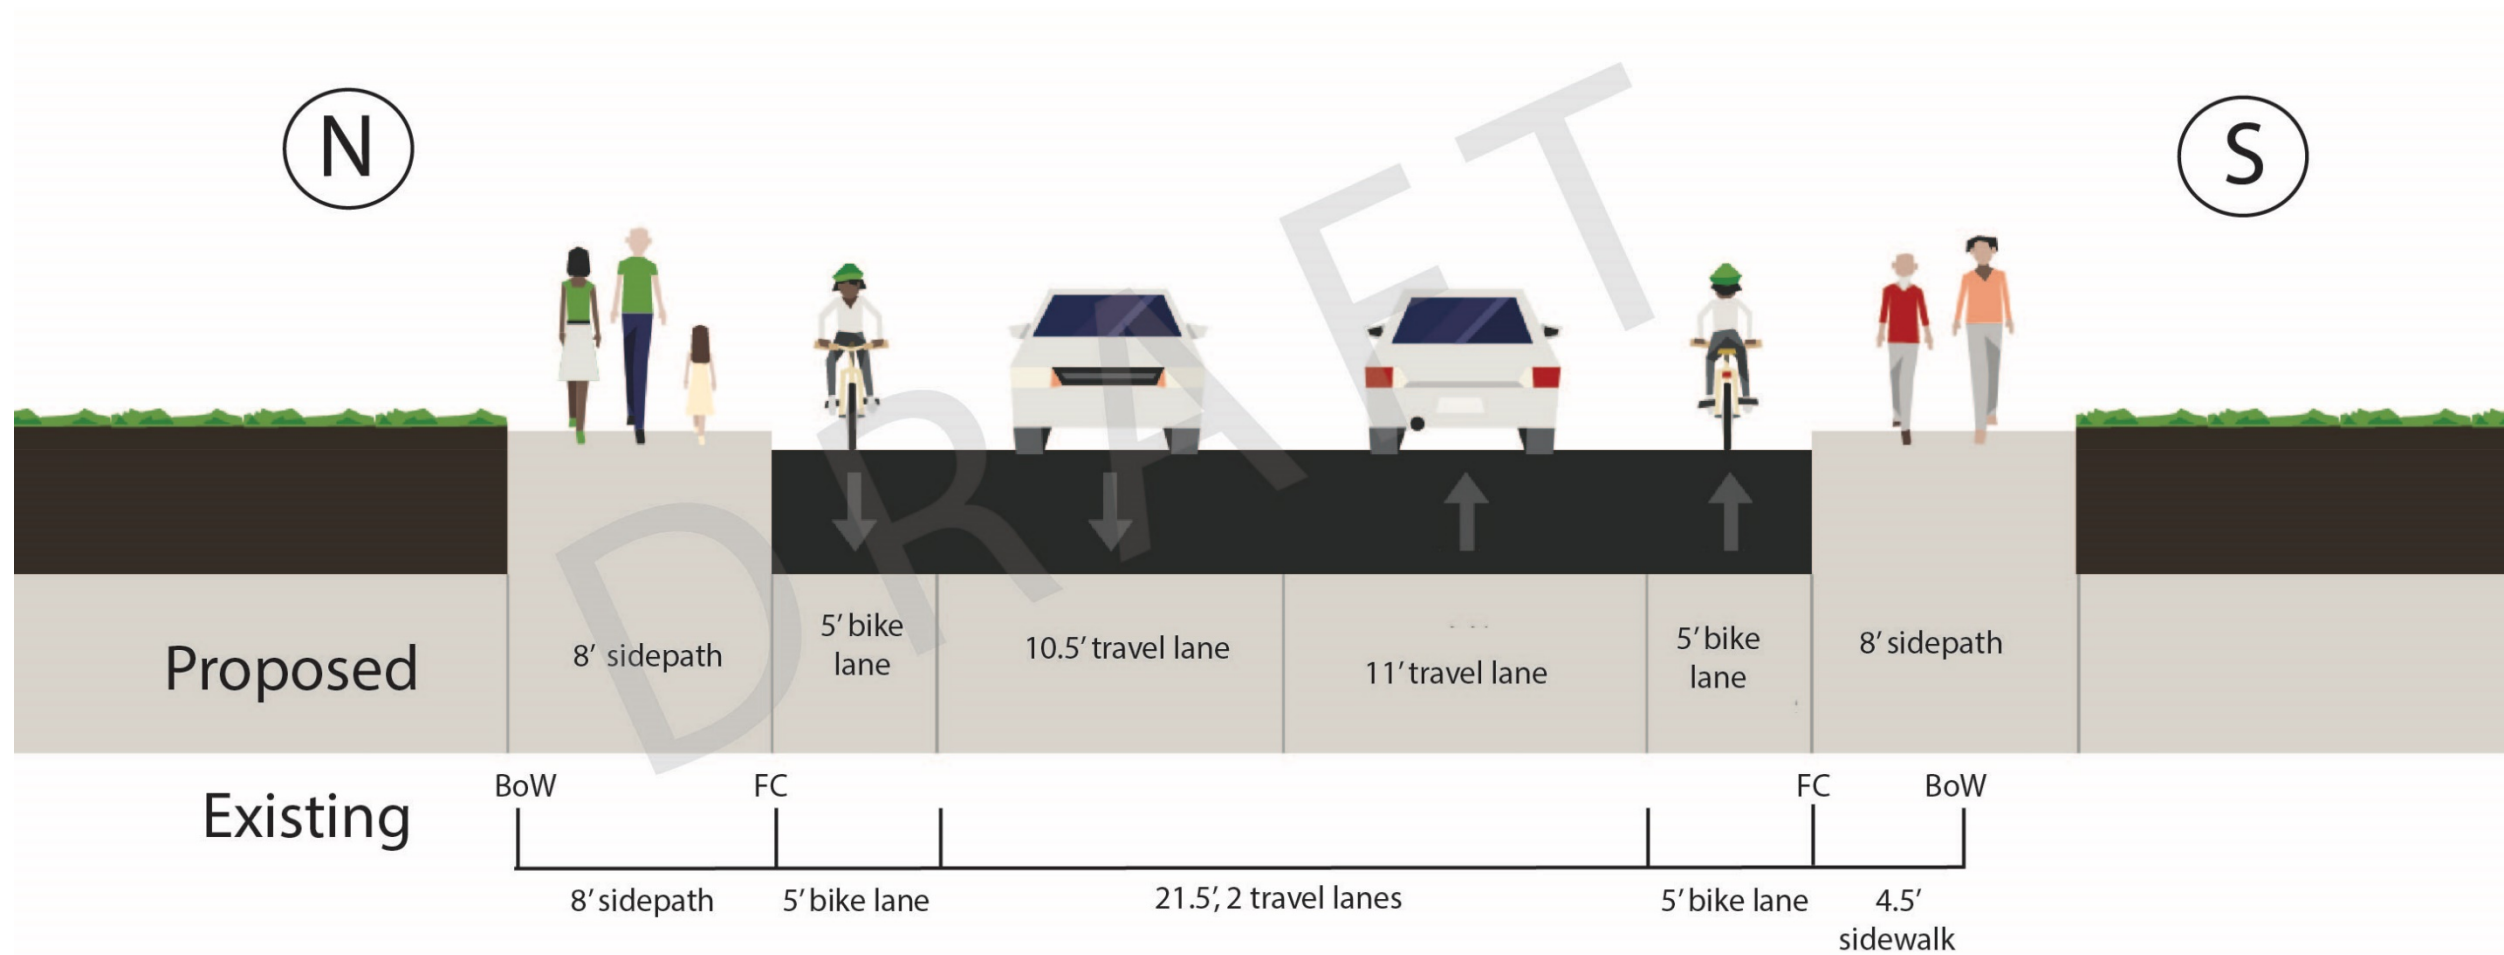 N
S
DRAFT
Proposed
8’ sidepath
5’ bike
lane
10.5’ travel lane
11’ travel lane
5’ bike
lane
8’ sidepath
Existing
BoW
FC
FC
BoW
8’ sidepath
5’ bike lane
21.5’, 2 travel lanes
5’ bike lane
4.5’
sidewalk